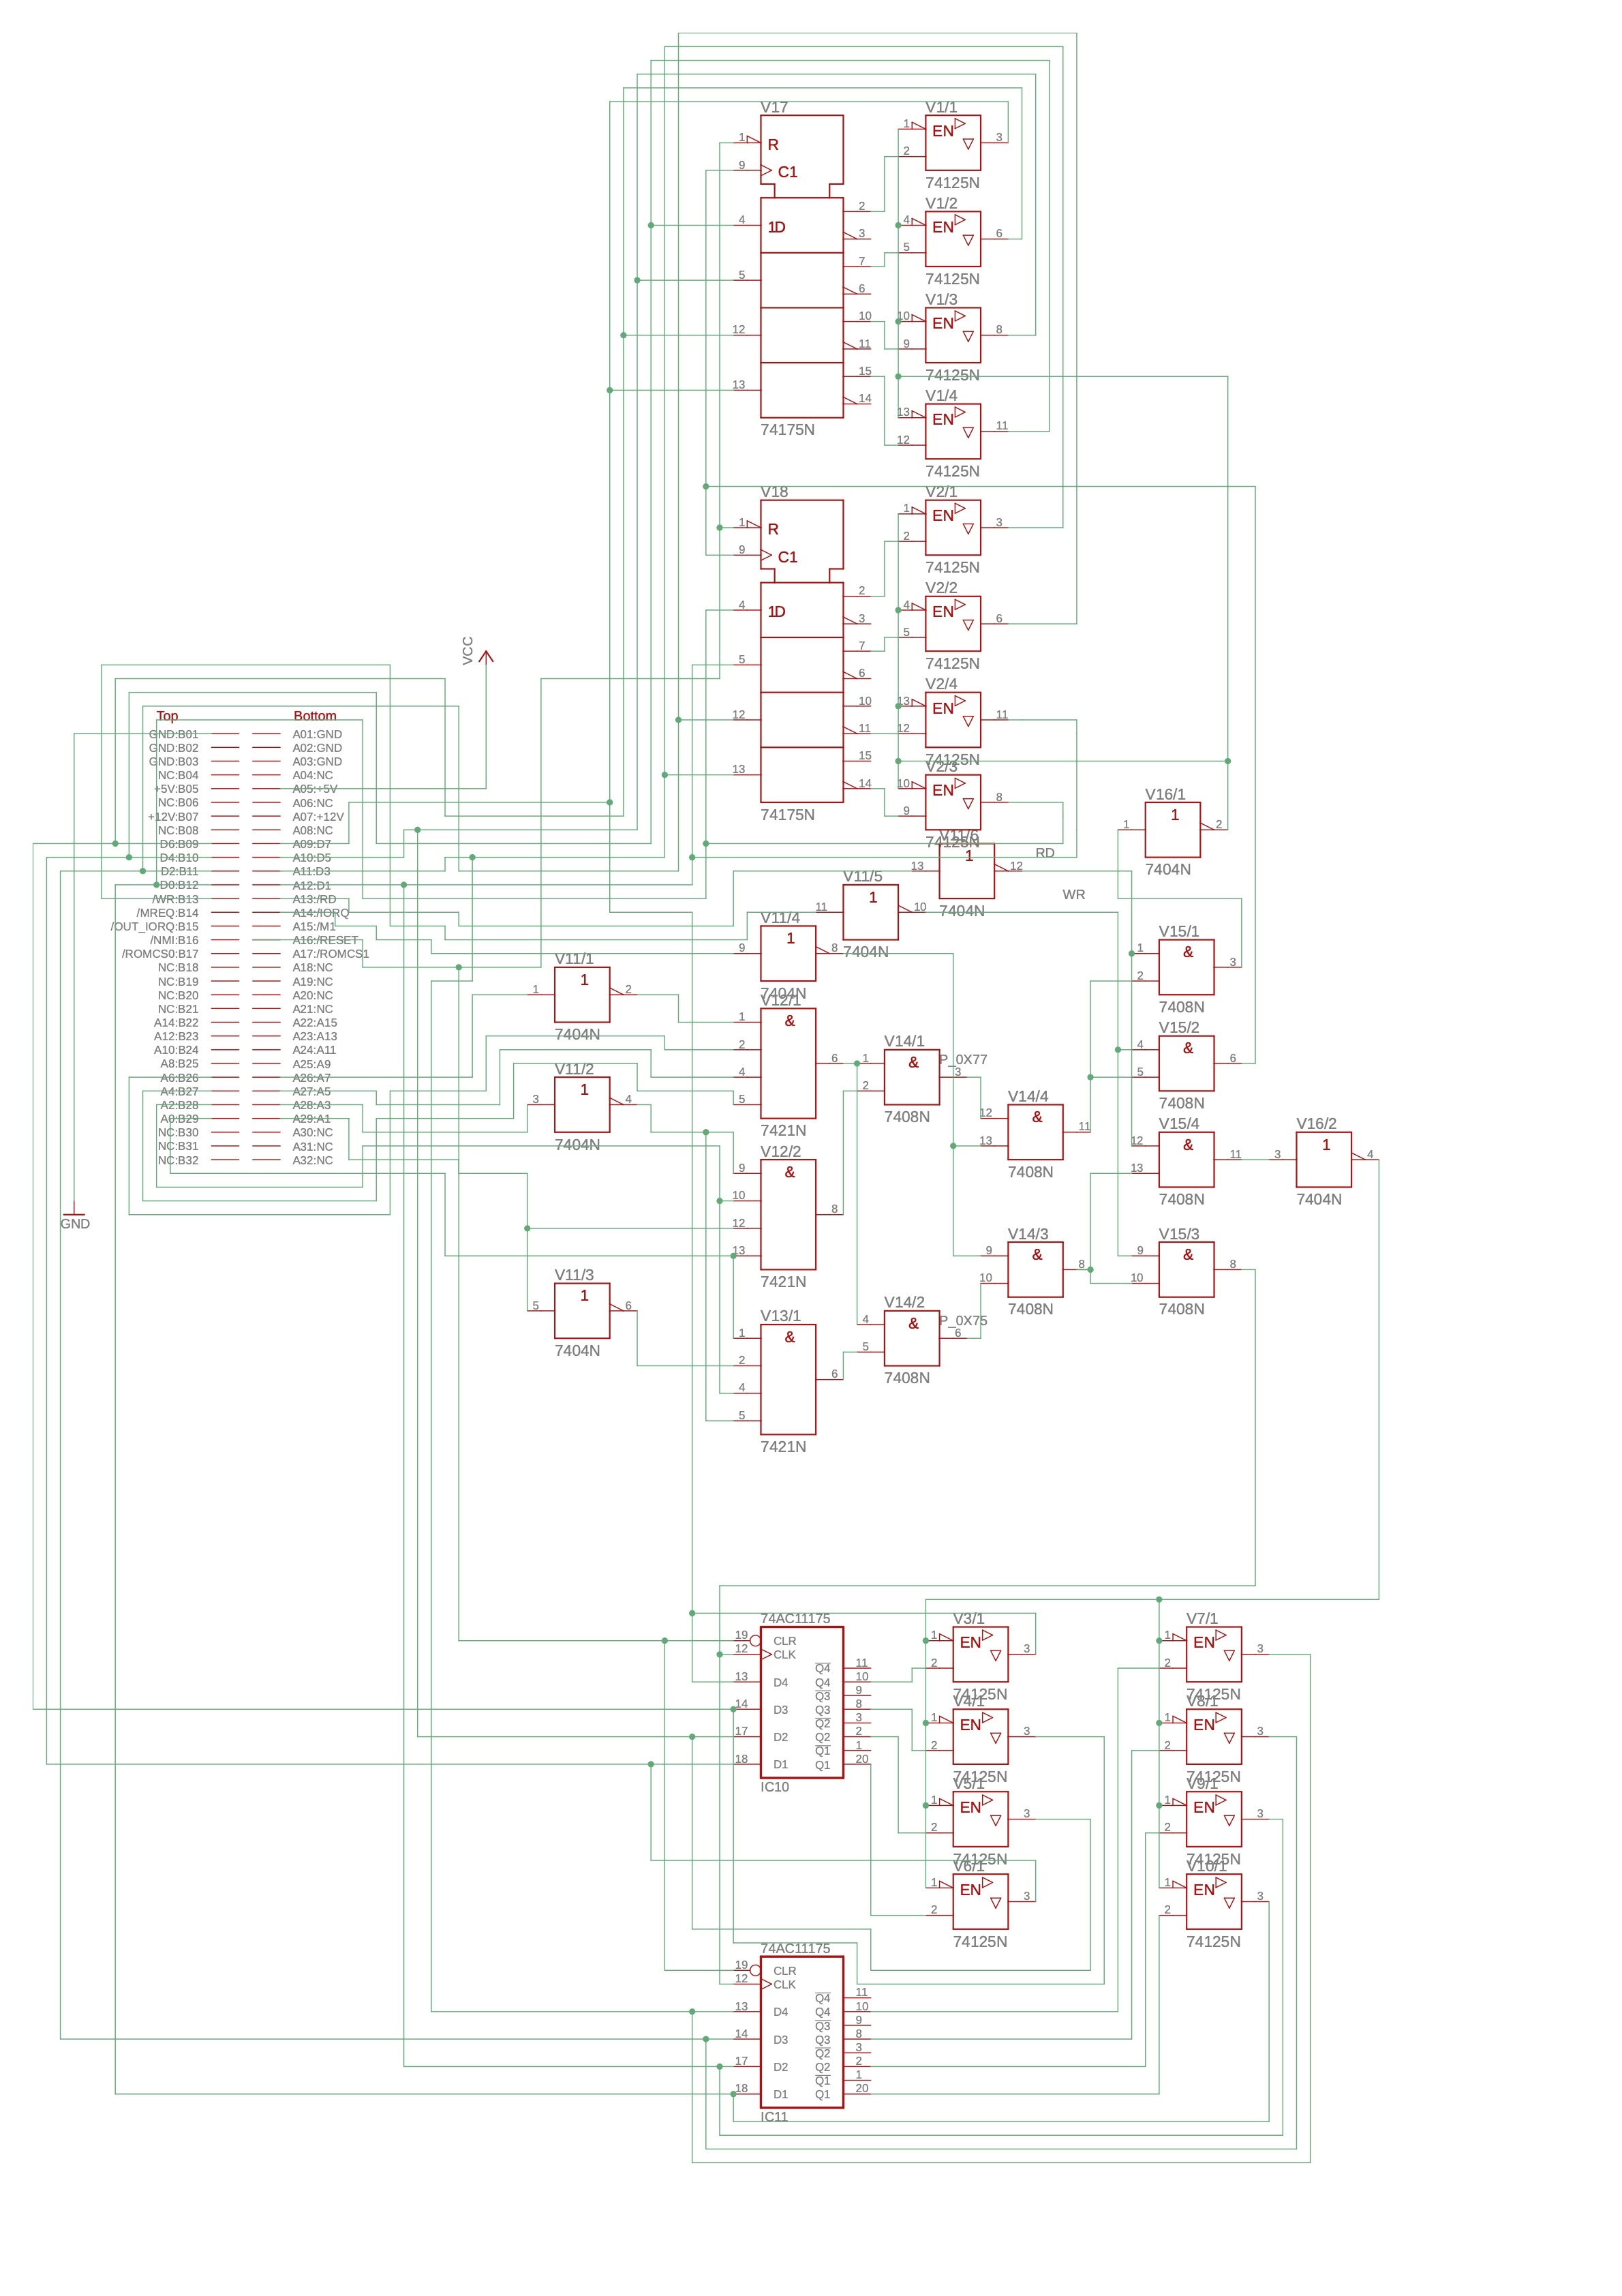 V17
1 R
9 C1
4 1D 2
3
5 7
6
12 10
11
13 15
14
74175N
V1/1
1 EN 3
2
74125N
V1/2
4 EN 6
5
74125N
V1/3
10 EN 8
9
74125N
V1/4
13 EN 11
12
74125N
V18
1 R
9 C1
4 1D 2
3
5 7
6
12 10
11
13 15
14
74175N
V2/1
1 EN 3
2
74125N
V2/2
4 EN 6
5
74125N
V2/4
13 EN 11
12
74125N
V2/3
10 EN 8
9
74125N
VCC
Top Bottom
GND:B01 A01:GND
GND:B02 A02:GND
GND:B03 A03:GND
NC:B04 A04:NC
+5V:B05 A05:+5V
NC:B06 A06:NC
+12V:B07 A07:+12V
NC:B08 A08:NC
D6:B09 A09:D7
D4:B10 A10:D5
D2:B11 A11:D3
D0:B12 A12:D1
/WR:B13 A13:/RD
/MREQ:B14 A14:/IORQ
/OUT_IORQ:B15 A15:/M1
/NMI:B16 A16:/RESET
/ROMCS0:B17 A17:/ROMCS1
NC:B18 A18:NC
NC:B19 A19:NC
NC:B20 A20:NC
NC:B21 A21:NC
A14:B22 A22:A15
A12:B23 A23:A13
A10:B24 A24:A11
A8:B25 A25:A9
A6:B26 A26:A7
A4:B27 A27:A5
A2:B28 A28:A3
A0:B29 A29:A1
NC:B30 A30:NC
NC:B31 A31:NC
NC:B32 A32:NC
GND
V11/6
13 1 12
7404N
RD
WR
V11/5
11 1 10
7404N
V11/4
9 1 8
7404N
V16/1
1 1 2
7404N
V11/1
1 1 2
7404N
V11/2
3 1 4
7404N
V11/3
5 1 6
7404N
V12/1
1 &
2
4 6
5
7421N
V12/2
9 &
10
12 8
13
7421N
V13/1
1 &
2
4 6
5
7421N
V14/1
1 & 3
2
7408N
P_0X77
V14/2
4 & 6
5
7408N
P_0X75
V14/4
12 & 11
13
7408N
V14/3
9 & 8
10
7408N
V15/1
1 & 3
2
7408N
V15/2
4 & 6
5
7408N
V15/4
12 & 11
13
7408N
V15/3
9 & 8
10
7408N
V16/2
3 1 4
7404N
74AC11175
19 CLR
12 CLK
Q4 11
13 D4 Q4 10
Q3 9
14 D3 Q3 8
Q2 3
17 D2 Q2 2
Q1 1
18 D1 Q1 20
IC10
V3/1
1 EN 3
2
74125N
V4/1
1 EN 3
2
74125N
V5/1
1 EN 3
2
74125N
V6/1
1 EN 3
2
74125N
V7/1
1 EN 3
2
74125N
V8/1
1 EN 3
2
74125N
V9/1
1 EN 3
2
74125N
V10/1
1 EN 3
2
74125N
74AC11175
19 CLR
12 CLK
Q4 11
13 D4 Q4 10
Q3 9
14 D3 Q3 8
Q2 3
17 D2 Q2 2
Q1 1
18 D1 Q1 20
IC11